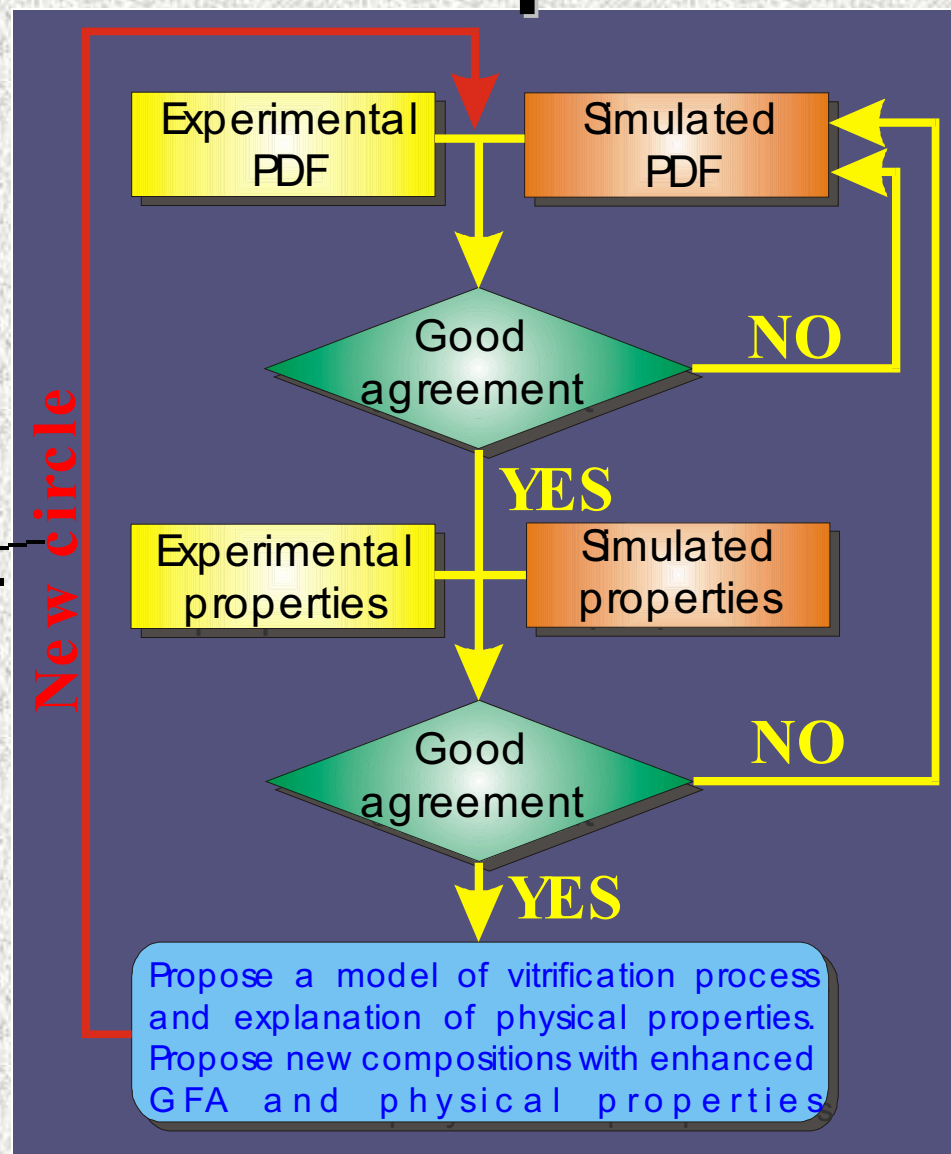 Experimental
PDF
Simulated
PDF
Good
agreement
NO
YES
New circle
Experimental
properties
Simulated
properties
Good
agreement
NO
YES
Propose a model of vitrification process
and explanation of physical properties.
Propose new compositions with enhanced
GFA and physical properties